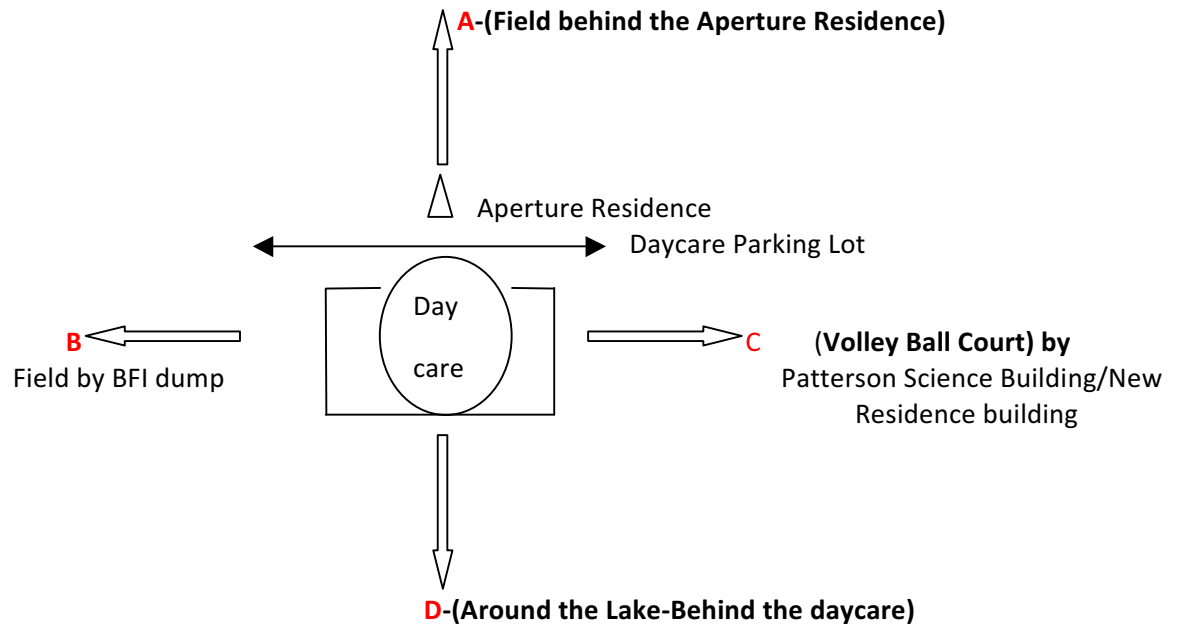 A-(Field behind the Aperture Residence)
Aperture Residence
Daycare Parking Lot
Day
care
B
Field by BFI dump
C (Volley Ball Court) by
Patterson Science Building/New
Residence building
D-(Around the Lake-Behind the daycare)